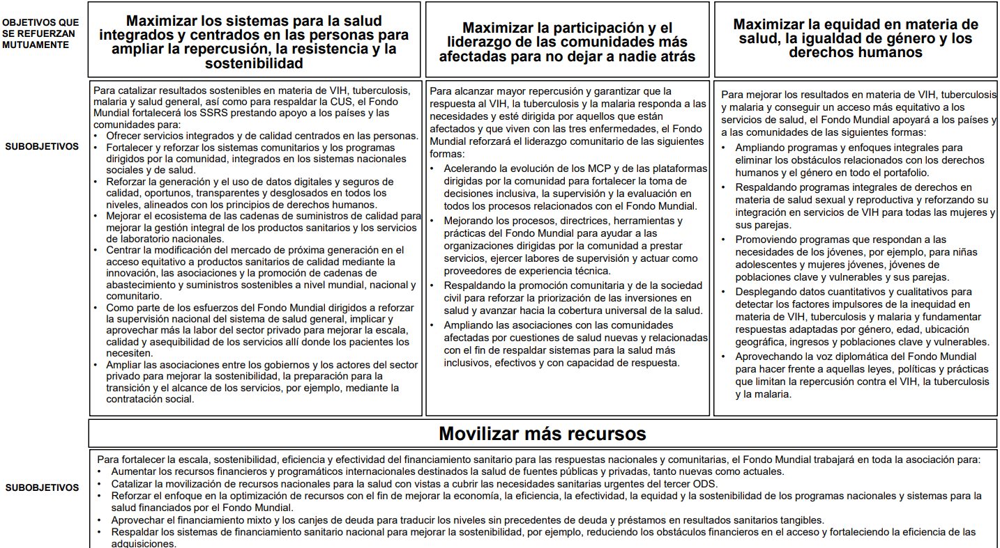 OBJETIVOS QUE
SE REFUERZAN
MUTUAMENTE
Maximizar los sistemas para la salud
integrados y centrados en las personas para
ampliar la repercusión, la resistencia y la
sostenibilidad
Maximizar la participación y el
liderazgo de las comunidades más
afectadas para no dejar a nadie atrás
Maximizar la equidad en materia de
salud, la igualdad de género y los
derechos humanos
SUBOBJETIVOS
Para catalizar resultados sostenibles en materia de VIH, tuberculosis,
malaria y salud general, así como para respaldar la CUS, el Fondo
Mundial fortalecerá los SSRS prestando apoyo a los países y las
comunidades para:
• Ofrecer servicios integrados y de calidad centrados en las personas.
• Fortalecer y reforzar los sistemas comunitarios y los programas
dirigidos por la comunidad, integrados en los sistemas nacionales
sociales y de salud.
• Reforzar la generación y el uso de datos digitales y seguros de
calidad, oportunos, transparentes y desglosados en todos los
niveles, alineados con los principios de derechos humanos.
• Mejorar el ecosistema de las cadenas de suministros de calidad para
mejorar la gestión integral de los productos sanitarios y los servicios
de laboratorio nacionales.
• Centrar la modificación del mercado de próxima generación en el
acceso equitativo a productos sanitarios de calidad mediante la
innovación, las asociaciones y la promoción de cadenas de
abastecimiento y suministros sostenibles a nivel mundial, nacional y
comunitario.
• Como parte de los esfuerzos del Fondo Mundial dirigidos a reforzar
la supervisión nacional del sistema de salud general, implicar y
aprovechar más la labor del sector privado para mejorar la escala,
calidad y asequibilidad de los servicios allí donde los pacientes los
necesiten.
• Ampliar las asociaciones entre los gobiernos y los actores del sector
privado para mejorar la sostenibilidad, la preparación para la
transición y el alcance de los servicios, por ejemplo, mediante la
contratación social.
Para alcanzar mayor repercusión y garantizar que la
respuesta al VIH, la tuberculosis y la malaria responda a las
necesidades y esté dirigida por aquellos que están
afectados y que viven con las tres enfermedades, el Fondo
Mundial reforzará el liderazgo comunitario de las siguientes
formas:
• Acelerando la evolución de los MCP y de las plataformas
dirigidas por la comunidad para fortalecer la toma de
decisiones inclusiva, la supervisión y la evaluación en
todos los procesos relacionados con el Fondo Mundial.
• Mejorando los procesos, directrices, herramientas y
prácticas del Fondo Mundial para ayudar a las
organizaciones dirigidas por la comunidad a prestar
servicios, ejercer labores de supervisión y actuar como
proveedores de experiencia técnica.
• Respaldando la promoción comunitaria y de la sociedad
civil para reforzar la priorización de las inversiones en
salud y avanzar hacia la cobertura universal de la salud.
• Ampliando las asociaciones con las comunidades
afectadas por cuestiones de salud nuevas y relacionadas
con el fin de respaldar sistemas para la salud más
inclusivos, efectivos y con capacidad de respuesta.
Para mejorar los resultados en materia de VIH, tuberculosis
y malaria y conseguir un acceso más equitativo a los
servicios de salud, el Fondo Mundial apoyará a los países y
a las comunidades de las siguientes formas:
• Ampliando programas y enfoques integrales para
eliminar los obstáculos relacionados con los derechos
humanos y el género en todo el portafolio.
• Respaldando programas integrales de derechos en
materia de salud sexual y reproductiva y reforzando su
integración en servicios de VIH para todas las mujeres y
sus parejas.
• Promoviendo programas que respondan a las
necesidades de los jóvenes, por ejemplo, para niñas
adolescentes y mujeres jóvenes, jóvenes de
poblaciones clave y vulnerables y sus parejas.
• Desplegando datos cuantitativos y cualitativos para
detectar los factores impulsores de la inequidad en
materia de VIH, tuberculosis y malaria y fundamentar
respuestas adaptadas por género, edad, ubicación
geográfica, ingresos y poblaciones clave y vulnerables.
• Aprovechando la voz diplomática del Fondo Mundial
para hacer frente a aquellas leyes, políticas y prácticas
que limitan la repercusión contra el VIH, la tuberculosis
y la malaria.
Movilizar más recursos
SUBOBJETIVOS
Para fortalecer la escala, sostenibilidad, eficiencia y efectividad del financiamiento sanitario para las respuestas nacionales y comunitarias, el Fondo Mundial trabajará en toda la asociación para:
• Aumentar los recursos financieros y programáticos internacionales destinados la salud de fuentes públicas y privadas, tanto nuevas como actuales.
• Catalizar la movilización de recursos nacionales para la salud con vistas a cubrir las necesidades sanitarias urgentes del tercer ODS.
• Reforzar el enfoque en la optimización de recursos con el fin de mejorar la economía, la eficiencia, la efectividad, la equidad y la sostenibilidad de los programas nacionales y sistemas para la
salud financiados por el Fondo Mundial.
• Aprovechar el financiamiento mixto y los canjes de deuda para traducir los niveles sin precedentes de deuda y préstamos en resultados sanitarios tangibles.
• Respaldar los sistemas de financiamiento sanitario nacional para mejorar la sostenibilidad, por ejemplo, reduciendo los obstáculos financieros en el acceso y fortaleciendo la eficiencia de las
adquisiciones.